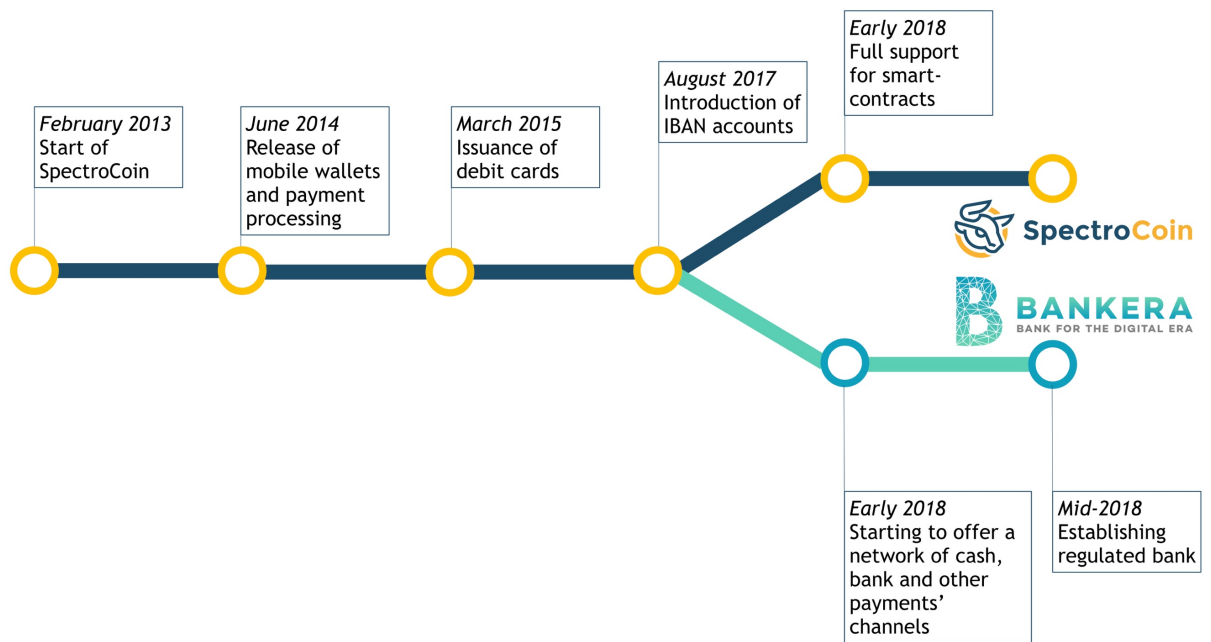 February 2013
Start of
SpectroCoin
June 2014
Release of
mobile wallets
and payment
processing
March 2015
Issuance of
debit cards
August 2017
Introduction of
IBAN accounts
Early 2018
Full support
for smart-
contracts
SpectroCoin
BANKERA
BANK FOR THE DIGITAL ERA
Early 2018
Starting to offer a
network of cash,
bank and other
payments’
channels
Mid-2018
Establishing
regulated bank